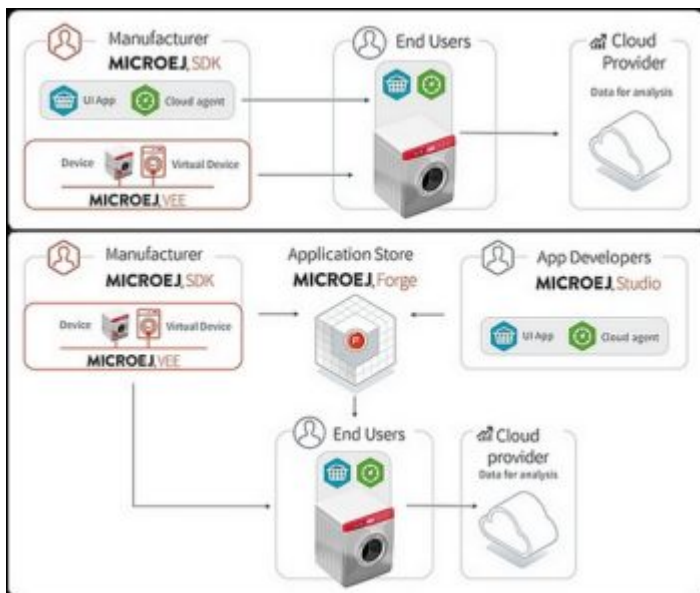 Manufacturer
MICROEJ, SDK
UI App
Cloud agent
Device
Virtual Device
MICROEJ, VEE
End Users
Cloud
Provider
Data for analysis
Manufacturer
MICROEJ, SDK
Device
Virtual Device
MICROEJ, VEE
Application Store
MICROEJ, Forge
App Developers
MICROEJ, Studio
UI App
Cloud agent
End Users
Cloud
provider
Data for analysis